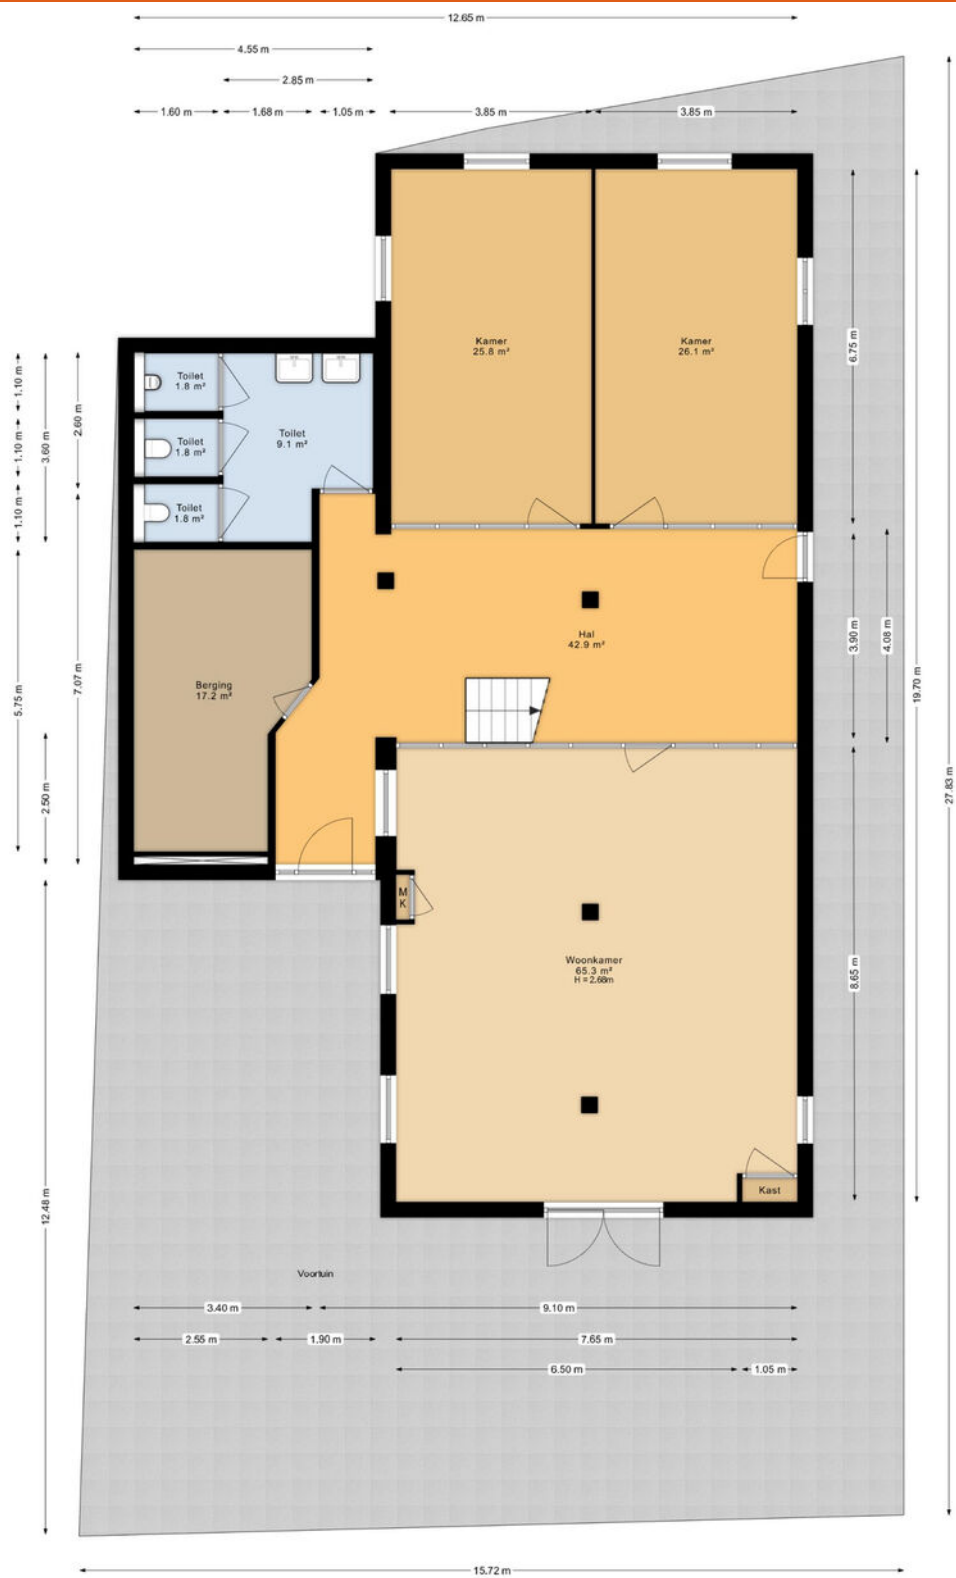 12.65 m
4.55 m
2.85 m
1.60 m
1.68 m
1.05 m
3.85 m
3.85 m
Kamer
25.8 m²
Kamer
26.1 m²
6.75 m
1.10 m
1.10 m
1.10 m
3.60 m
2.60 m
Toilet
1.8 m²
Toilet
1.8 m²
Toilet
1.8 m²
Toilet
9.1 m²
Hal
42.9 m²
3.90 m
4.08 m
19.70 m
27.83 m
Berging
17.2 m²
5.75 m
7.07 m
2.50 m
M
K
Woonkamer
65.3 m²
H = 2.68m
8.65 m
Kast
12.48 m
Voortuin
3.40 m
9.10 m
2.55 m
1.90 m
7.65 m
6.50 m
1.05 m
15.72 m